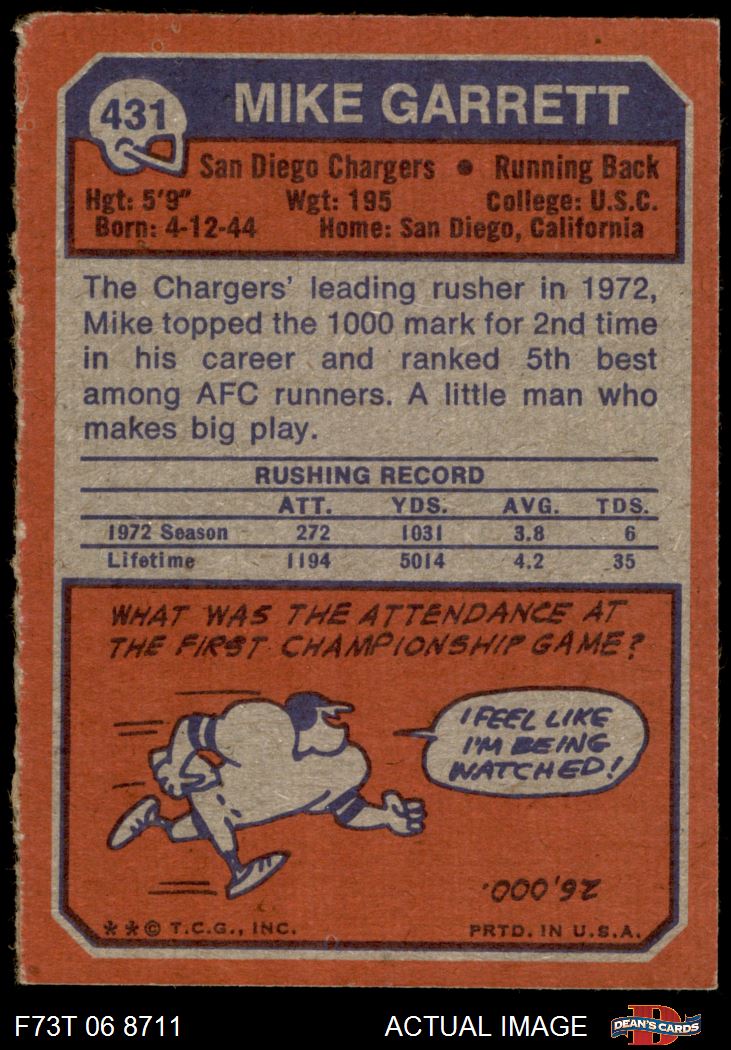 431
MIKE GARRETT
San Diego Chargers • Running Back
Hgt: 5'9" Wgt: 195 College: U.S.C.
Born: 4-12-44 Home: San Diego, California
The Chargers' leading rusher in 1972,
Mike topped the 1000 mark for 2nd time
in his career and ranked 5th best
among AFC runners. A little man who
makes big play.
RUSHING RECORD
ATT. YDS. AVG. TDS.
1972 Season 272 1031 3.8 6
Lifetime 1194 5014 4.2 35
WHAT WAS THE ATTENDANCE AT
THE FIRST CHAMPIONSHIP GAME?
I FEEL LIKE
I'M BEING
WATCHED!
26,000.
* * © T.C.G., INC. PRTD. IN U.S.A.
F73T 06 8711 ACTUAL IMAGE
D
DEAN'S CARDS